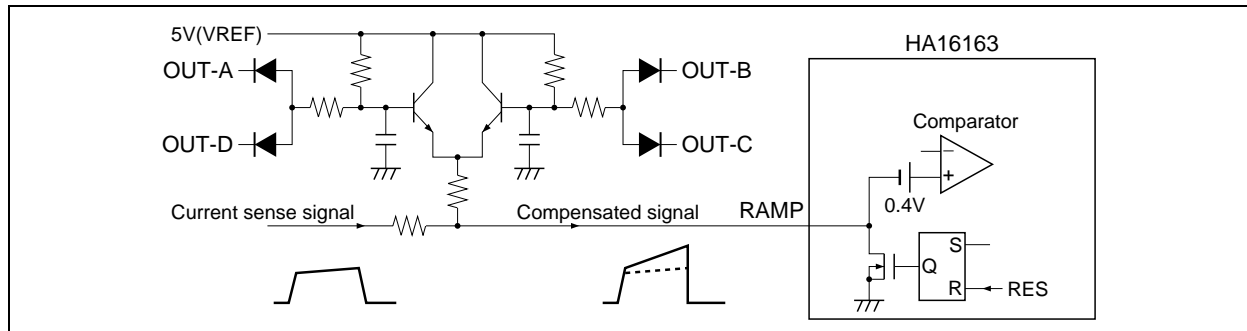 5V(VREF)
HA16163
OUT-A
OUT-B
OUT-D
OUT-C
Comparator
−
+
0.4V
Current sense signal
Compensated signal
RAMP
S
Q
R
RES